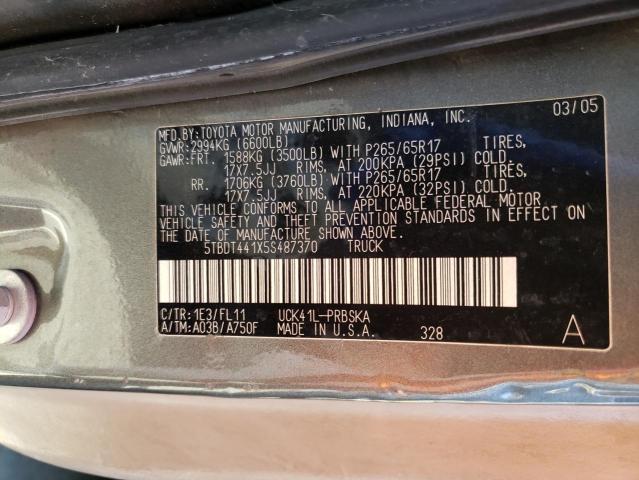 03/05
MFD.BY:TOYOTA MOTOR MANUFACTURING, INDIANA, INC.
GVWR:2994KG (6600LB)
GAWR:FRT. 1588KG (3500LB) WITH P265/65R17 TIRES,
17X7.5JJ RIMS, AT 200KPA (29PSI) COLD.
RR. 1706KG (3760LB) WITH P265/65R17 TIRES,
17X7.5JJ RIMS, AT 220KPA (32PSI) COLD.
THIS VEHICLE CONFORMS TO ALL APPLICABLE FEDERAL MOTOR
VEHICLE SAFETY AND THEFT PREVENTION STANDARDS IN EFFECT ON
THE DATE OF MANUFACTURE SHOWN ABOVE.
5TBDT441X5S487370 TRUCK
C/TR:1E3/FL11 UCK41L-PRBSKA
A/TM:A03B/A750F MADE IN U.S.A. 328 A